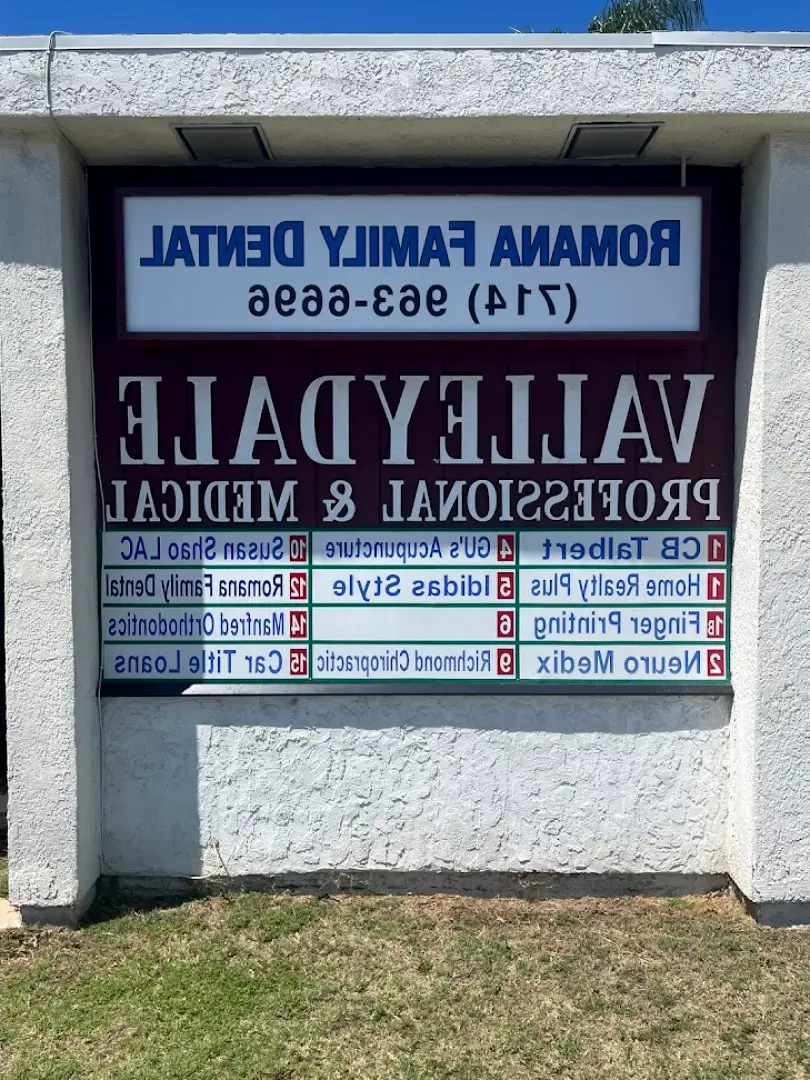 ROMANA FAMILY DENTAL
(714) 963-6696
VALLEYDALE
PROFESSIONAL & MEDICAL
1 CB Talbert
1 Home Realty Plus
1B Finger Printing
2 Neuro Medix
4 GU's Acupuncture
5 Ididas Style
6
9 Richmond Chiropractic
10 Susan Shao LAC
12 Romana Family Dental
14 Manfred Orthodontics
15 Car Title Loans